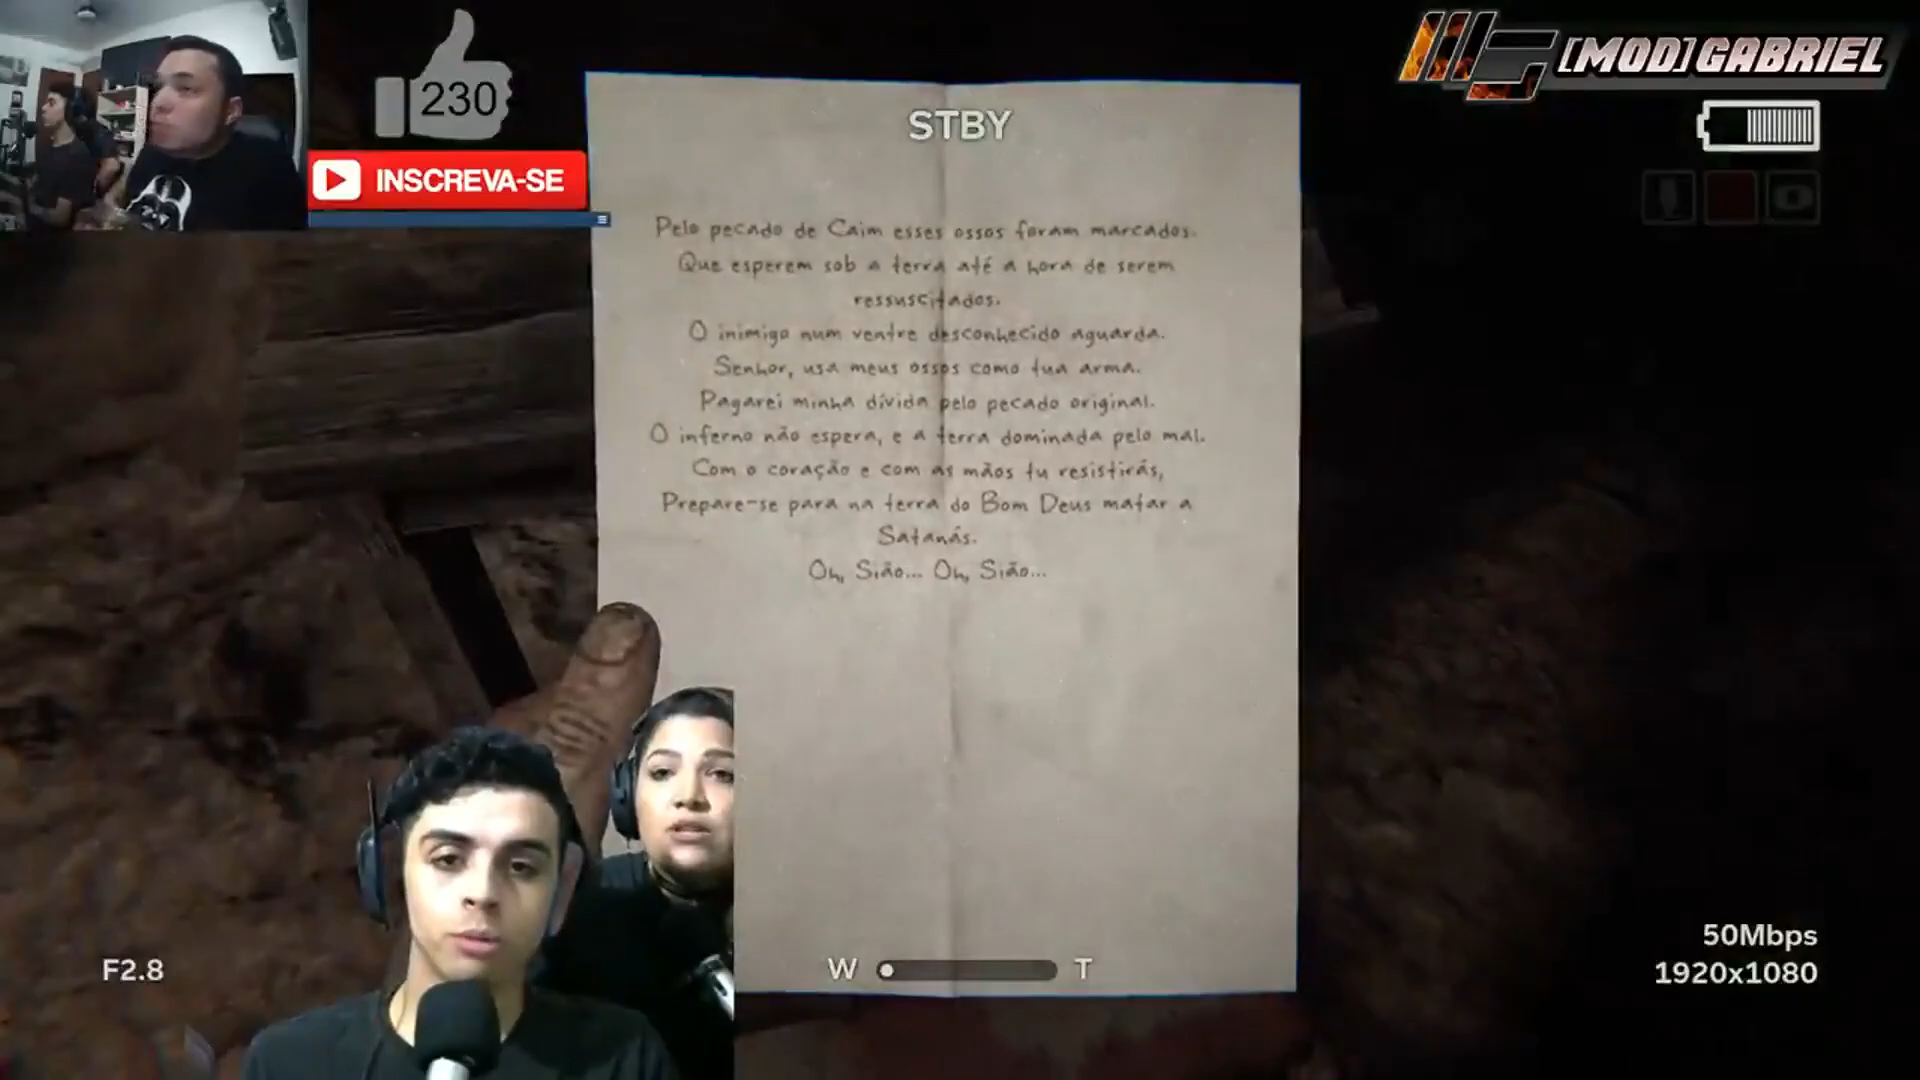 230
INSCREVA-SE
[MOD]GABRIEL
STBY
Pelo pecado de Caim esses ossos foram marcados.
Que esperem sob a terra até a hora de serem
ressuscitados.
O inimigo num ventre desconhecido aguarda.
Senhor, usa meus ossos como tua arma.
Pagarei minha dívida pelo pecado original.
O inferno não espera, e a terra dominada pelo mal.
Com o coração e com as mãos tu resistirás,
Prepare-se para na terra do Bom Deus matar a
Satanás.
Oh, Sião... Oh, Sião...
F2.8
W T
50Mbps
1920x1080